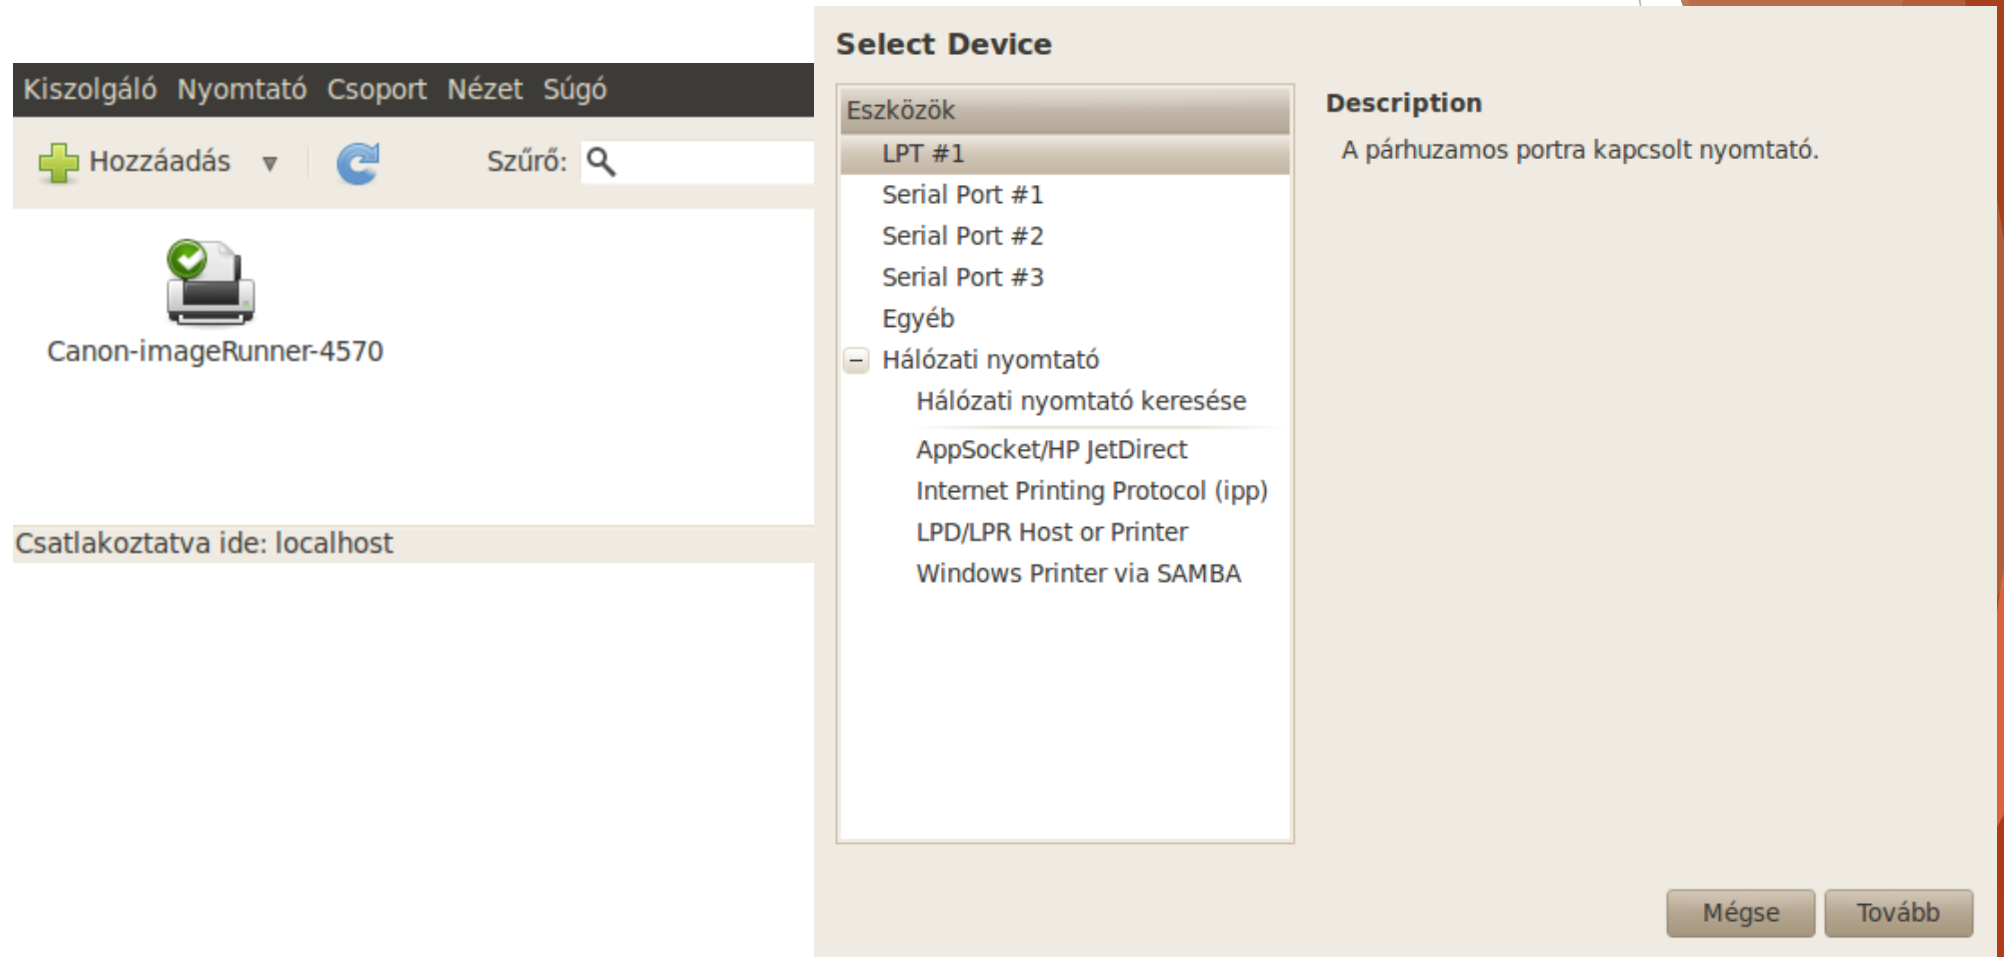 Kiszolgáló Nyomtató Csoport Nézet Súgó
Hozzáadás Szűrő:
Canon-imageRunner-4570
Csatlakoztatva ide: localhost
Select Device
Eszközök
LPT #1
Serial Port #1
Serial Port #2
Serial Port #3
Egyéb
Hálózati nyomtató
Hálózati nyomtató keresése
AppSocket/HP JetDirect
Internet Printing Protocol (ipp)
LPD/LPR Host or Printer
Windows Printer via SAMBA
Description
A párhuzamos portra kapcsolt nyomtató.
Mégse Tovább